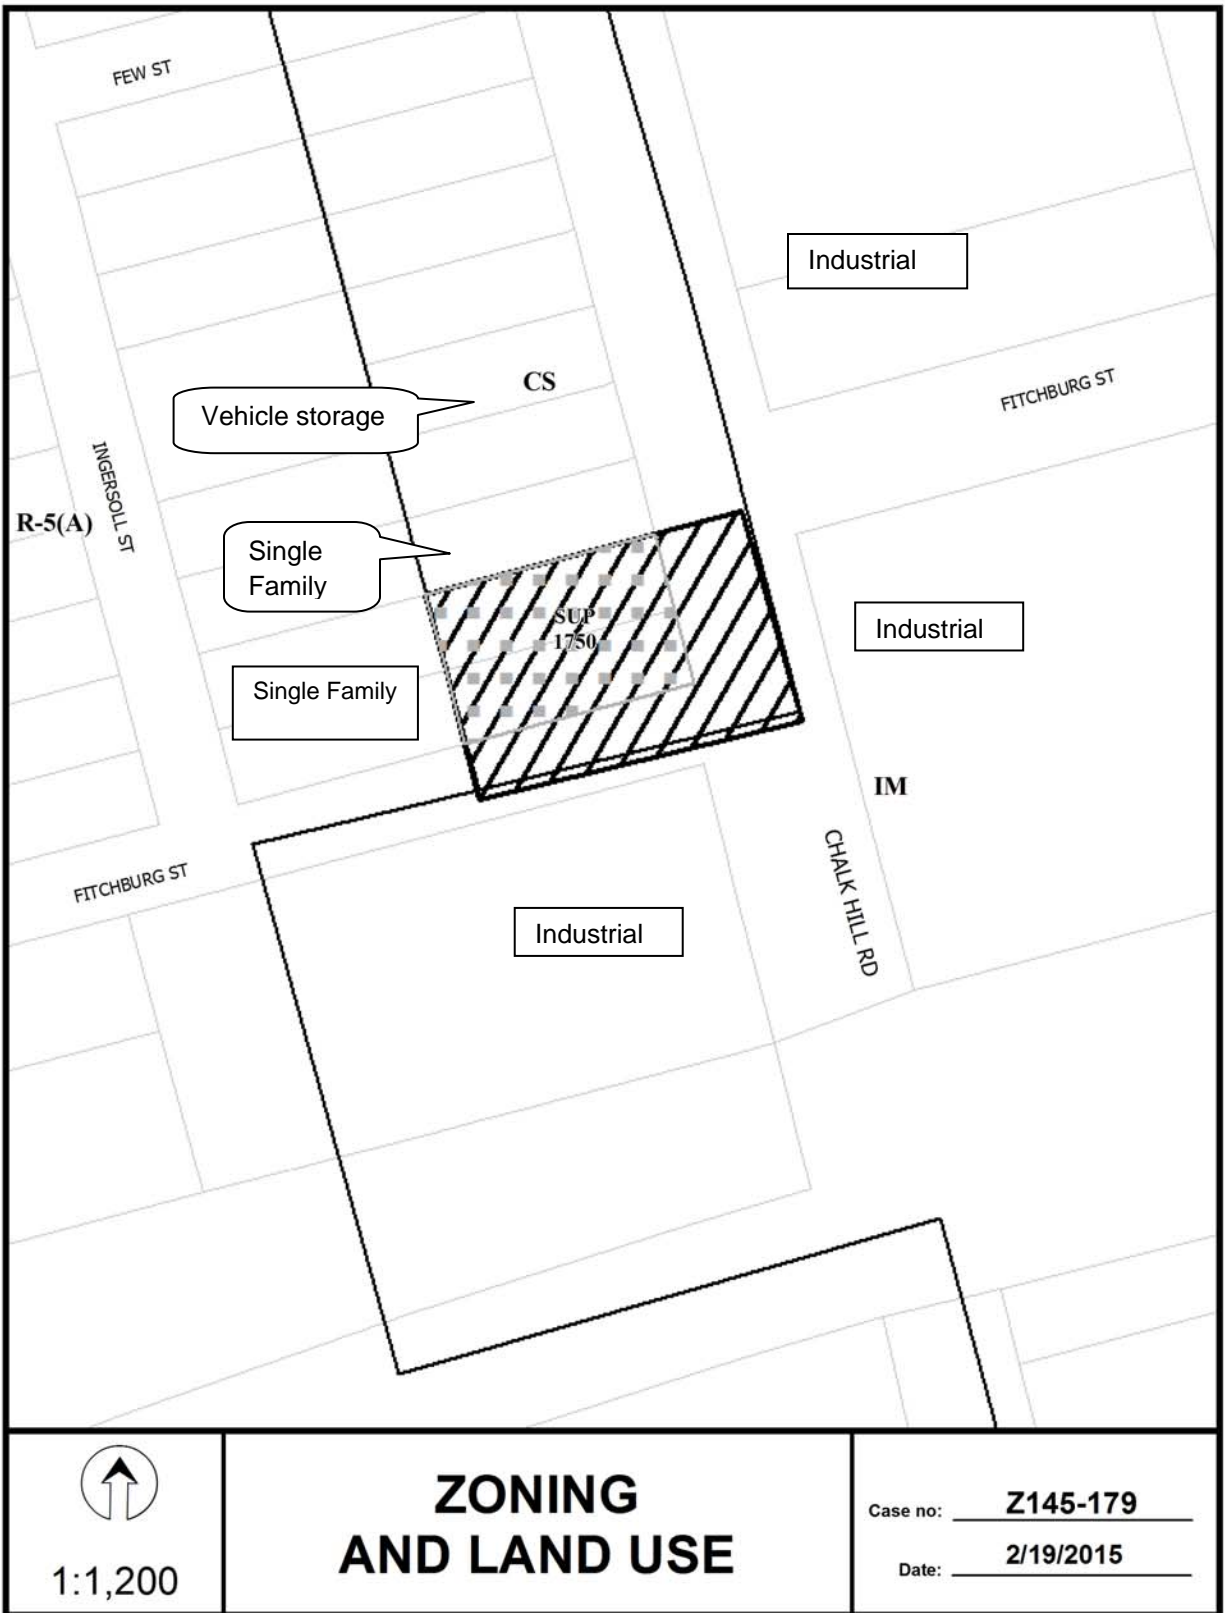 FEW ST
Industrial
CS
FITCHBURG ST
Vehicle storage
INGERSOLL ST
R-5(A)
Single
Family
SUP
1750
Industrial
Single Family
IM
CHALK HILL RD
FITCHBURG ST
Industrial
1:1,200
ZONING
AND LAND USE
Case no: Z145-179
Date: 2/19/2015